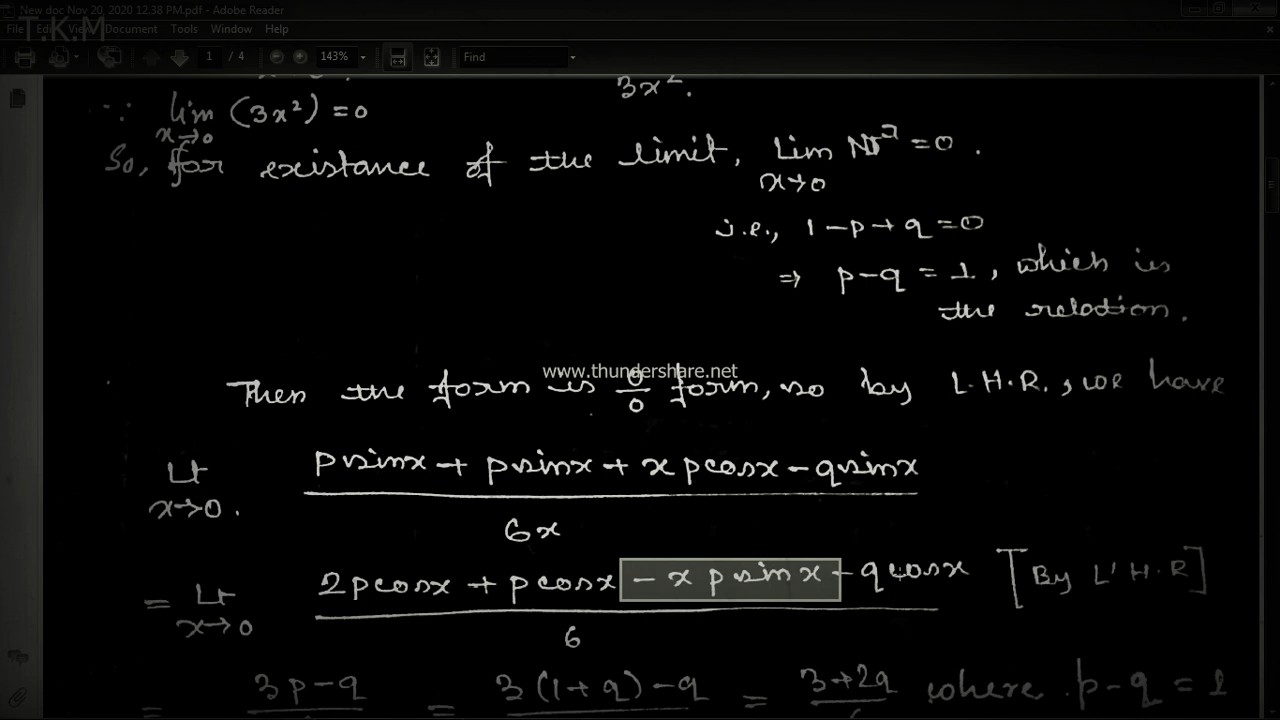 New doc Nov 20, 2020 12.38 PM.pdf - Adobe Reader
T.K.M
File Edit View Document Tools Window Help
1 / 4 143% Find
3x².
∵ lim (3x²) = 0
x→0
So, for existance of the limit, Lim Nr = 0 .
x→0
i.e., 1 - p + q = 0
⇒ p - q = 1, which is
the relation.
www.thundershare.net
Then the form is 0/0 form, so by L.H.R., we have
Lt p sinx + p sinx + x p cosx - q sinx
x→0. 6x
= Lt 2p cosx + p cosx - x p sin x - q cosx [By L'H.R]
x→0 6
= 3p - q = 3(1+q) - q = 3+2q where p - q = 1